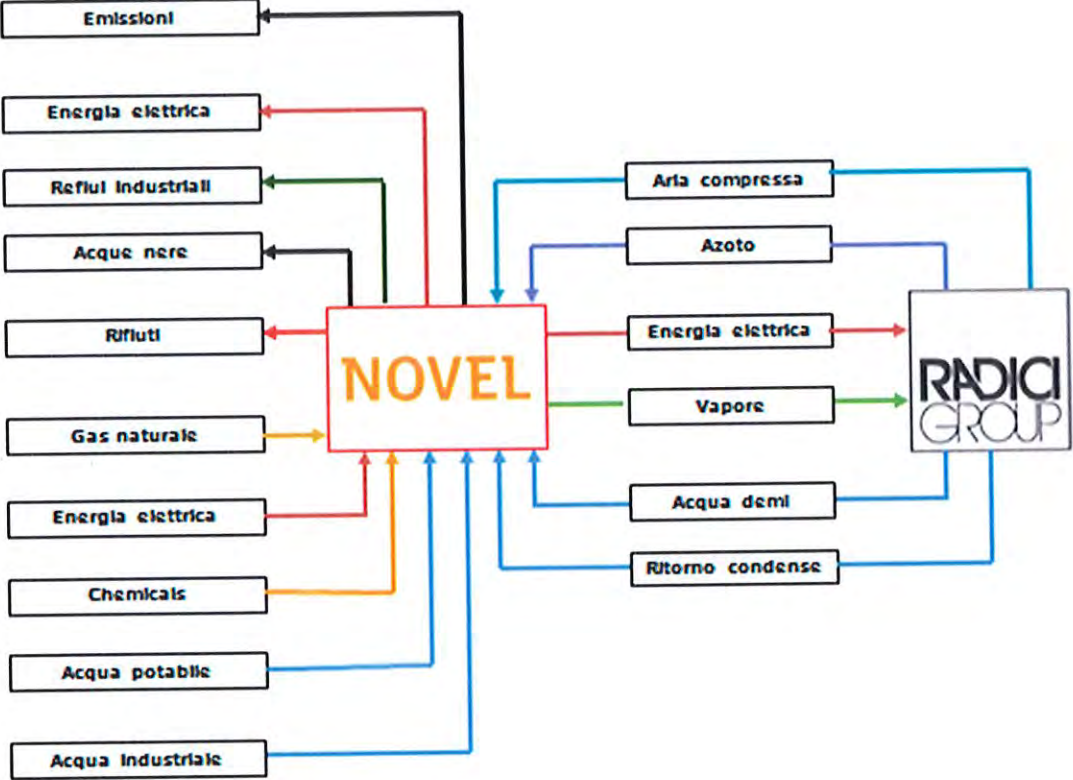 Emissioni
Energia elettrica
Reflui industriali
Acque nere
Rifiuti
Gas naturale
Energia elettrica
Chemicals
Acqua potabile
Acqua industriale
NOVEL
Aria compressa
Azoto
Energia elettrica
Vapore
Acqua demi
Ritorno condense
RADICI
GROUP